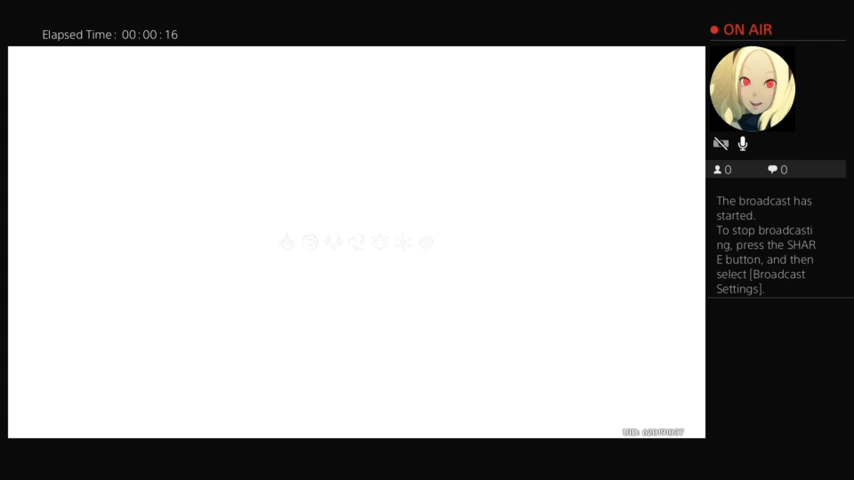 Elapsed Time: 00:00:16
ON AIR
0 0
The broadcast has
started.
To stop broadcasti
ng, press the SHAR
E button, and then
select [Broadcast
Settings].
UID: